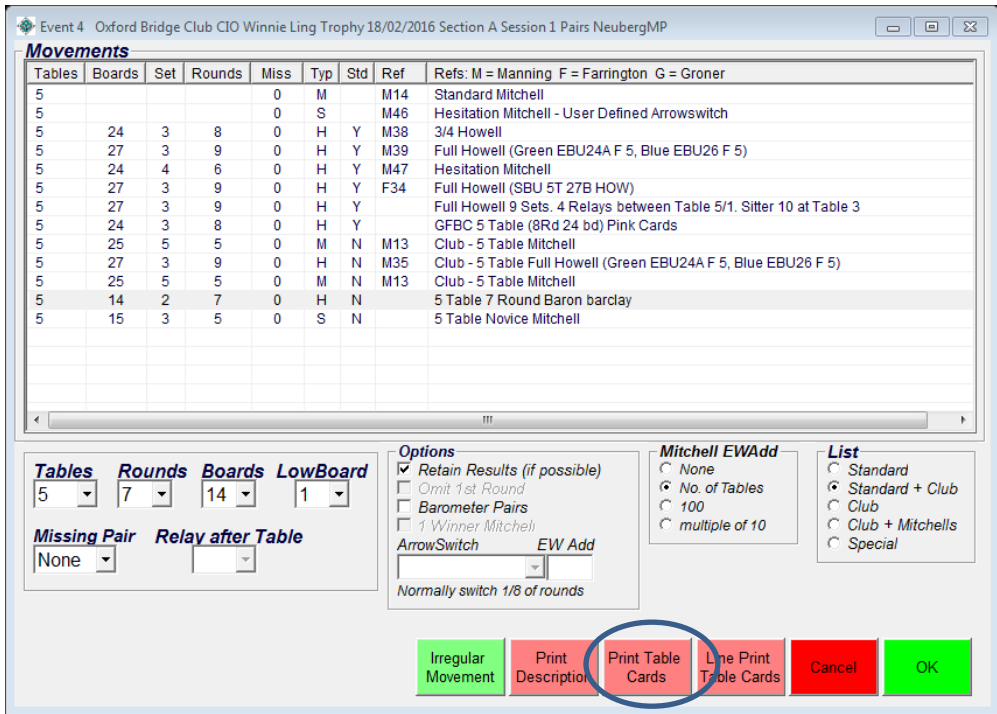 Event 4 Oxford Bridge Club CIO Winnie Ling Trophy 18/02/2016 Section A Session 1 Pairs NeubergMP
Movements
Tables Boards Set Rounds Miss Typ Std Ref Refs: M = Manning F = Farrington G = Groner
5 0 M M14 Standard Mitchell
5 0 S M46 Hesitation Mitchell - User Defined Arrowswitch
5 24 3 8 0 H Y M38 3/4 Howell
5 27 3 9 0 H Y M39 Full Howell (Green EBU24A F 5, Blue EBU26 F 5)
5 24 4 6 0 H Y M47 Hesitation Mitchell
5 27 3 9 0 H Y F34 Full Howell (SBU 5T 27B HOW)
5 27 3 9 0 H Y Full Howell 9 Sets. 4 Relays between Table 5/1. Sitter 10 at Table 3
5 24 3 8 0 H Y GFBC 5 Table (8Rd 24 bd) Pink Cards
5 25 5 5 0 M N M13 Club - 5 Table Mitchell
5 27 3 9 0 H N M35 Club - 5 Table Full Howell (Green EBU24A F 5, Blue EBU26 F 5)
5 25 5 5 0 M N M13 Club - 5 Table Mitchell
5 14 2 7 0 H N 5 Table 7 Round Baron barclay
5 15 3 5 0 S N 5 Table Novice Mitchell
Tables Rounds Boards LowBoard
5 7 14 1
Missing Pair Relay after Table
None
Options
Retain Results (if possible)
Omit 1st Round
Barometer Pairs
1 Winner Mitchell
ArrowSwitch EW Add
Normally switch 1/8 of rounds
Mitchell EWAdd
None
No. of Tables
100
multiple of 10
List
Standard
Standard + Club
Club
Club + Mitchells
Special
Irregular Movement
Print Description
Print Table Cards
Line Print Table Cards
Cancel
OK